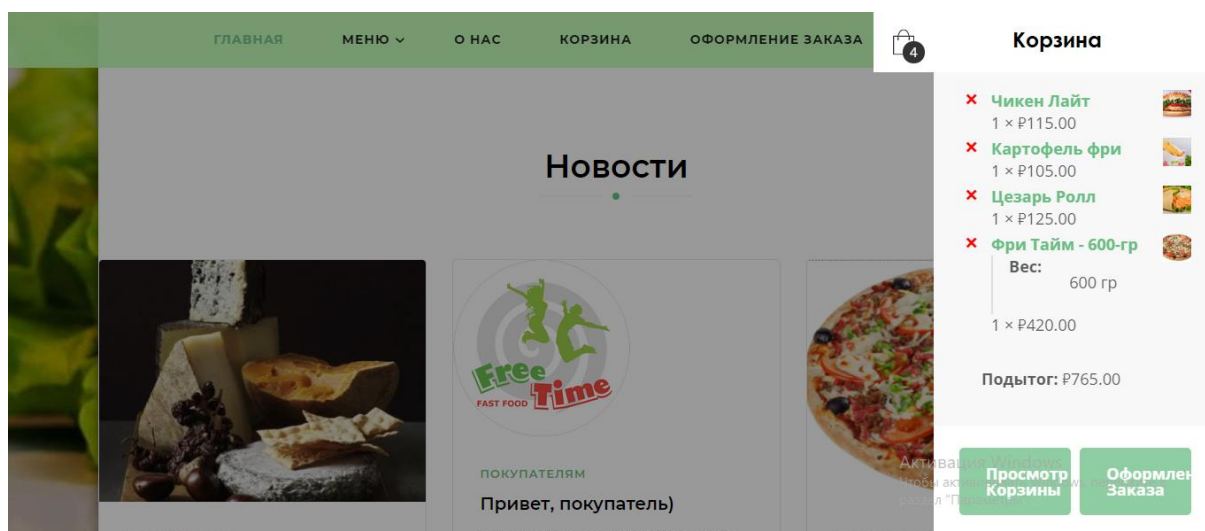 ГЛАВНАЯ МЕНЮ О НАС КОРЗИНА ОФОРМЛЕНИЕ ЗАКАЗА 4 Корзина
× Чикен Лайт
1 × ₽115.00
× Картофель фри
1 × ₽105.00
× Цезарь Ролл
1 × ₽125.00
× Фри Тайм - 600-гр
Вес:
600 гр
1 × ₽420.00
Подытог: ₽765.00
Просмотр Корзины
Оформлен
Заказа
Новости
Free Time
FAST FOOD
ПОКУПАТЕЛЯМ
Привет, покупатель)
Активация Windows